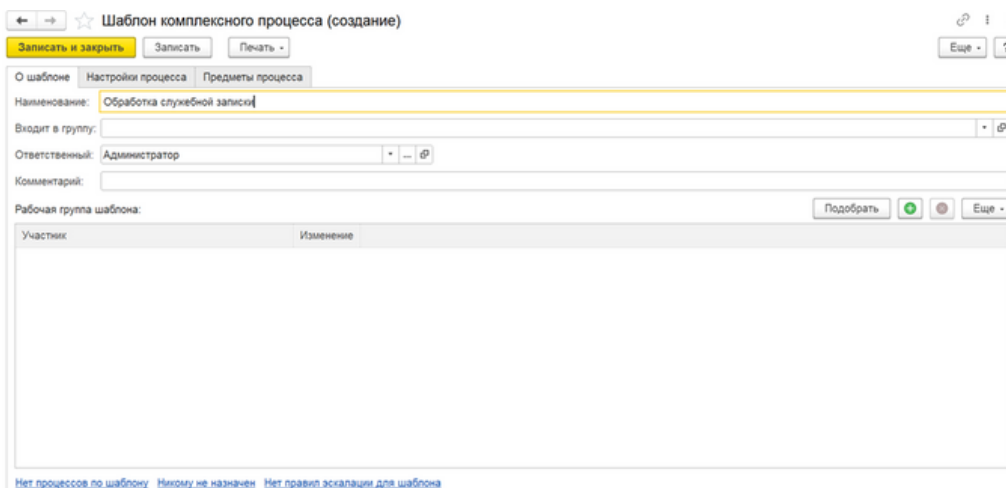 Шаблон комплексного процесса (создание)
Записать и закрыть Записать Печать Еще ?
О шаблоне Настройки процесса Предметы процесса
Наименование: Обработка служебной записки
Входит в группу:
Ответственный: Администратор ...
Комментарий:
Рабочая группа шаблона: Подобрать Еще
Участник Изменение
Нет процессов по шаблону Никому не назначен Нет правил эскалации для шаблона